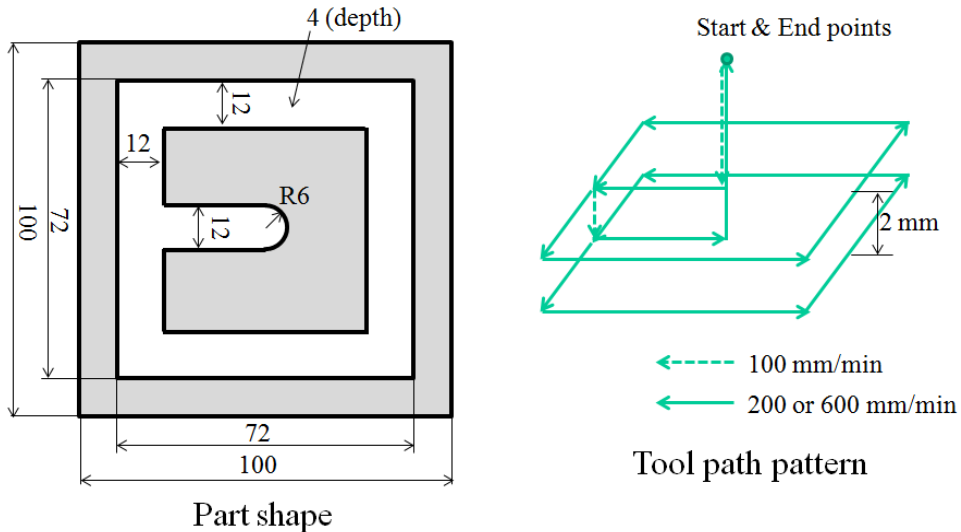 4 (depth)
12
12
R6
12
100
72
72
100
Part shape
Start & End points
2 mm
100 mm/min
200 or 600 mm/min
Tool path pattern